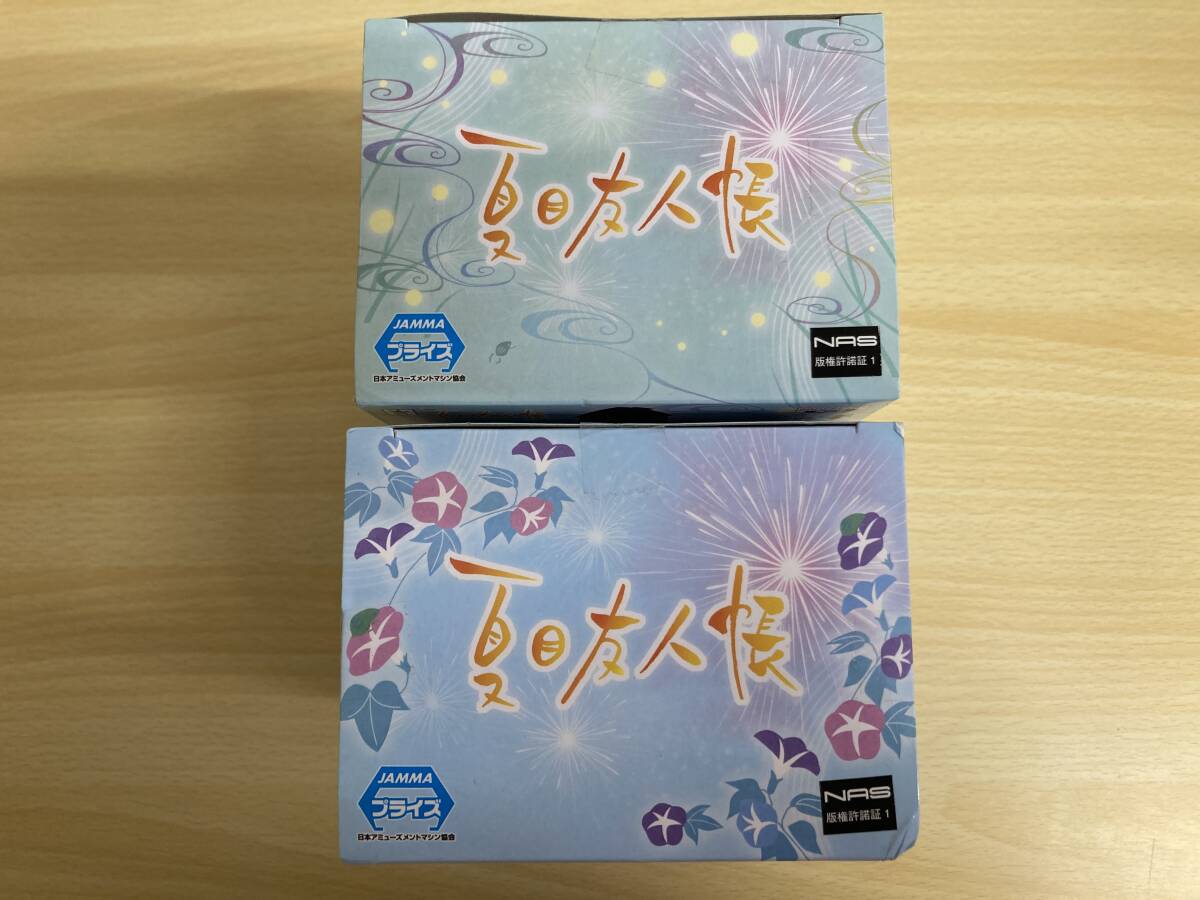 夏目友人帳
JAMMA
プライズ
日本アミューズメントマシン協会
NAS
版権許諾証 1
夏目友人帳
JAMMA
プライズ
日本アミューズメントマシン協会
NAS
版権許諾証 1